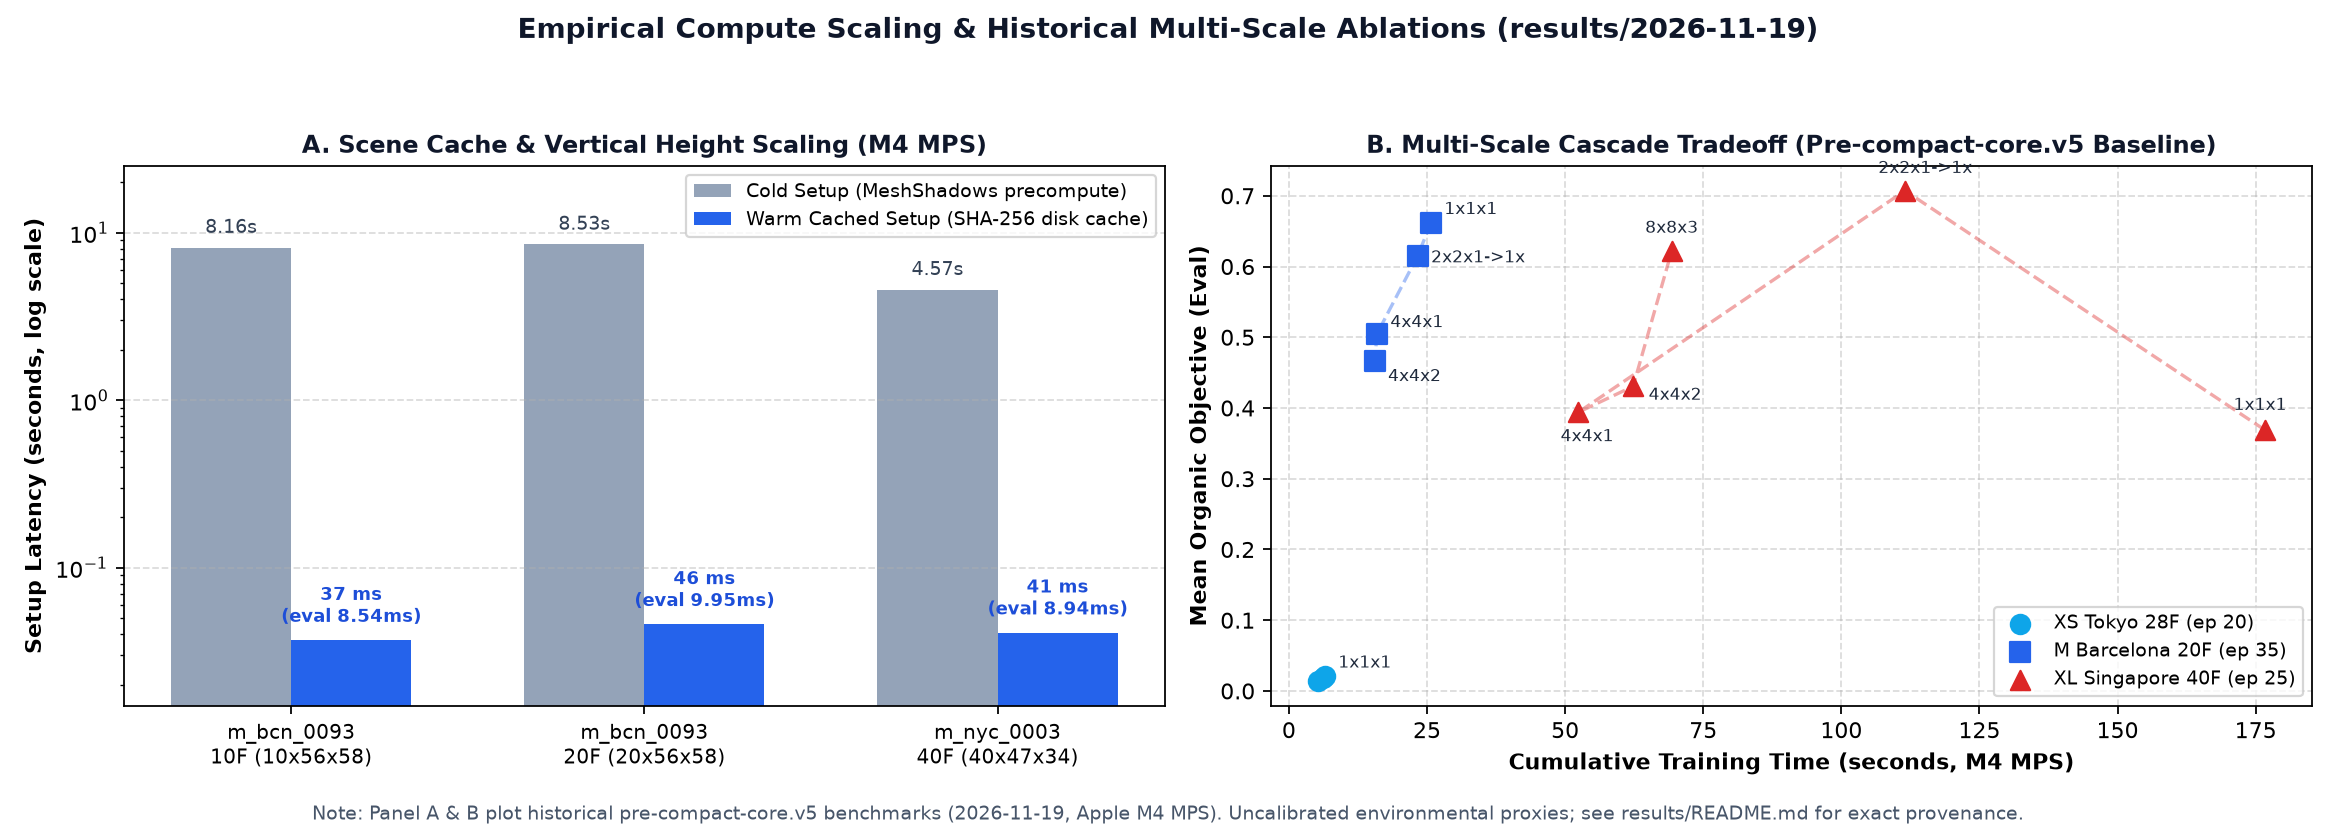 Empirical Compute Scaling & Historical Multi-Scale Ablations (results/2026-11-19)
A. Scene Cache & Vertical Height Scaling (M4 MPS)
Setup Latency (seconds, log scale)
10¹
10⁰
10⁻¹
Cold Setup (MeshShadows precompute)
Warm Cached Setup (SHA-256 disk cache)
8.16s
8.53s
4.57s
37 ms
(eval 8.54ms)
46 ms
(eval 9.95ms)
41 ms
(eval 8.94ms)
m_bcn_0093
10F (10x56x58)
m_bcn_0093
20F (20x56x58)
m_nyc_0003
40F (40x47x34)
B. Multi-Scale Cascade Tradeoff (Pre-compact-core.v5 Baseline)
Mean Organic Objective (Eval)
0.7
0.6
0.5
0.4
0.3
0.2
0.1
0.0
2x2x1->1x
1x1x1
8x8x3
2x2x1->1x
4x4x1
4x4x2
4x4x2
1x1x1
4x4x1
1x1x1
XS Tokyo 28F (ep 20)
M Barcelona 20F (ep 35)
XL Singapore 40F (ep 25)
0 25 50 75 100 125 150 175
Cumulative Training Time (seconds, M4 MPS)
Note: Panel A & B plot historical pre-compact-core.v5 benchmarks (2026-11-19, Apple M4 MPS). Uncalibrated environmental proxies; see results/README.md for exact provenance.